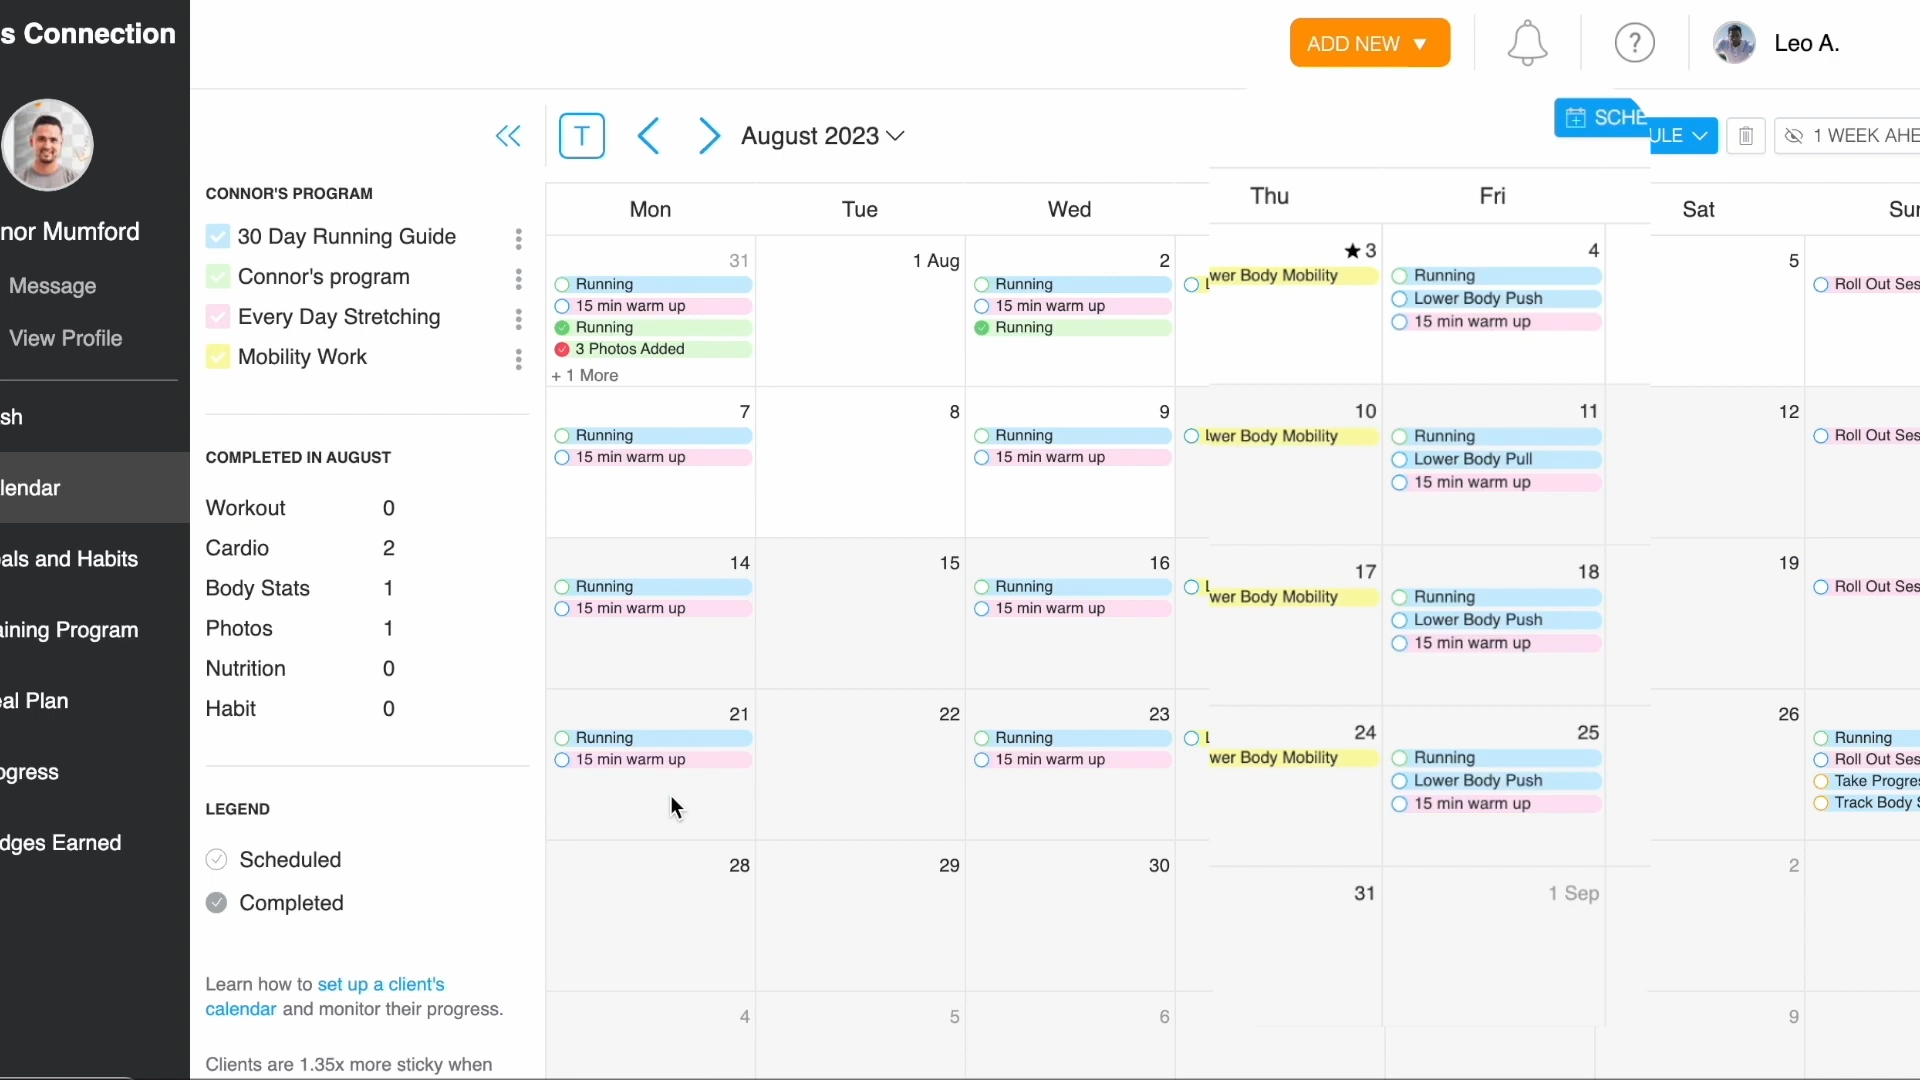 s Connection
ADD NEW
?
Leo A.
nor Mumford
Message
View Profile
sh
lendar
als and Habits
aining Program
eal Plan
ogress
dges Earned
T
August 2023
SCHE
ULE
1 WEEK AHE
CONNOR'S PROGRAM
30 Day Running Guide
Connor's program
Every Day Stretching
Mobility Work
COMPLETED IN AUGUST
Workout 0
Cardio 2
Body Stats 1
Photos 1
Nutrition 0
Habit 0
LEGEND
Scheduled
Completed
Learn how to set up a client's
calendar and monitor their progress.
Clients are 1.35x more sticky when
Mon Tue Wed Thu Fri Sat Sun
31 1 Aug 2 ★ 3 4 5
Running Running wer Body Mobility Running Roll Out Ses
15 min warm up 15 min warm up Lower Body Push
Running Running 15 min warm up
3 Photos Added
+ 1 More
7 8 9 10 11 12
Running Running wer Body Mobility Running Roll Out Ses
15 min warm up 15 min warm up Lower Body Pull
15 min warm up
14 15 16 17 18 19
Running Running wer Body Mobility Running Roll Out Ses
15 min warm up 15 min warm up Lower Body Push
15 min warm up
21 22 23 24 25 26
Running Running wer Body Mobility Running Running
15 min warm up 15 min warm up Lower Body Push Roll Out Ses
15 min warm up Take Progres
Track Body S
28 29 30 31 1 Sep 2
4 5 6 9